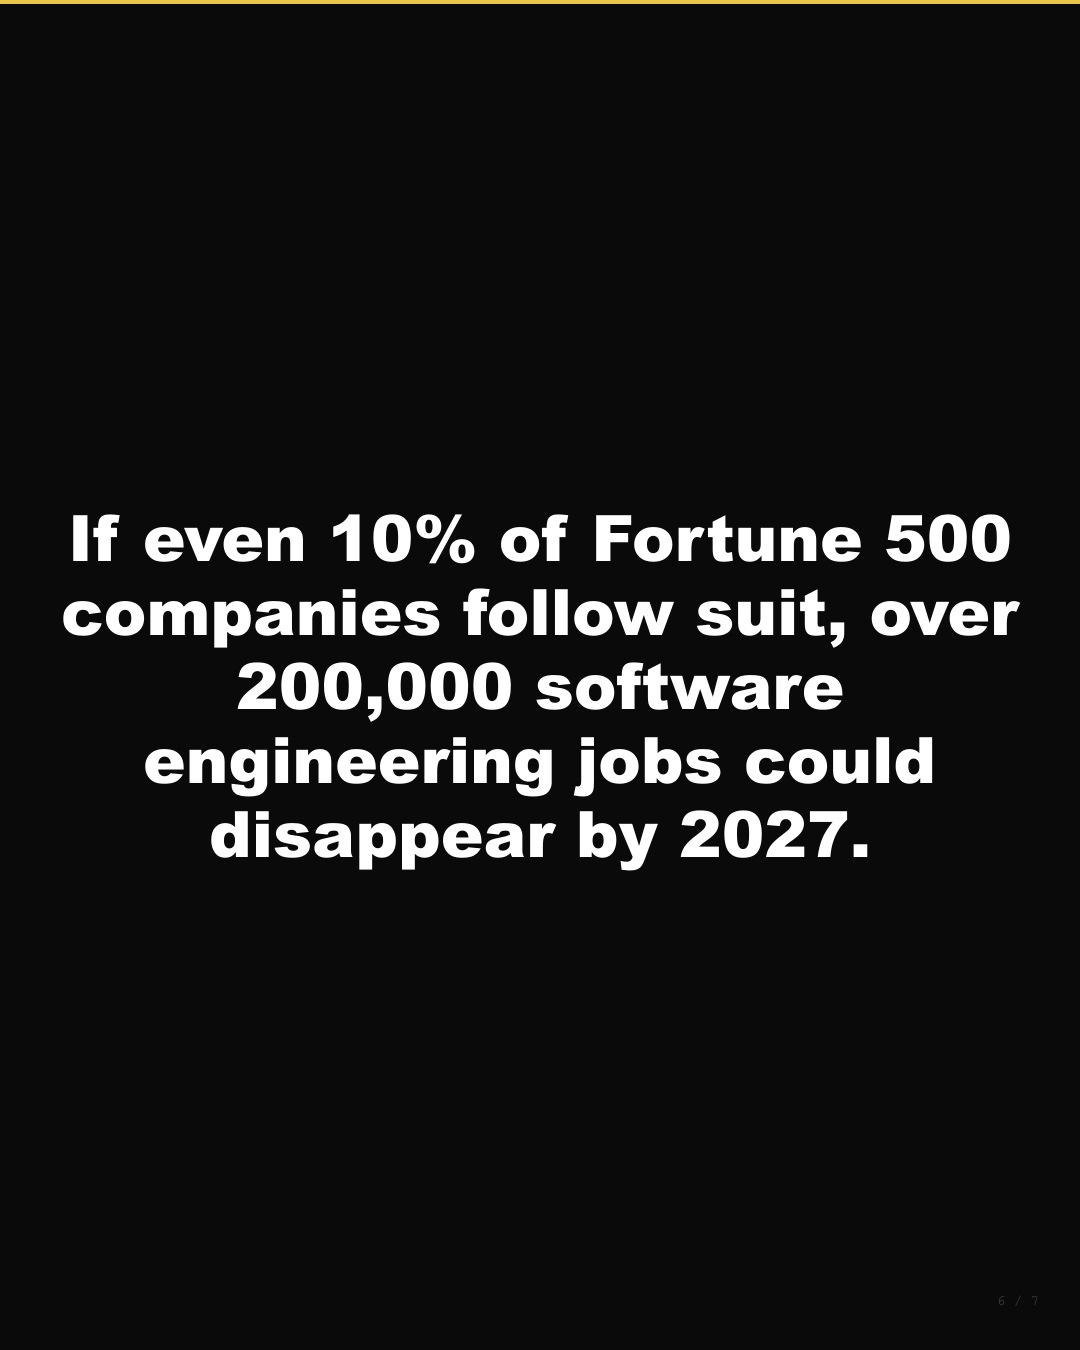 If even 10% of Fortune 500
companies follow suit, over
200,000 software
engineering jobs could
disappear by 2027.
6 / 7